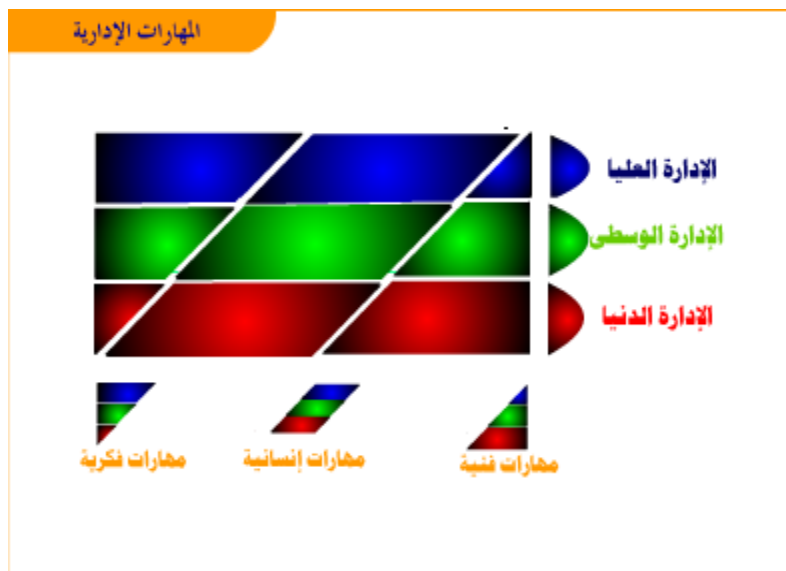 المهارات الإدارية
الإدارة العليا
الإدارة الوسطى
الإدارة الدنيا
مهارات فنية
مهارات إنسانية
مهارات فكرية